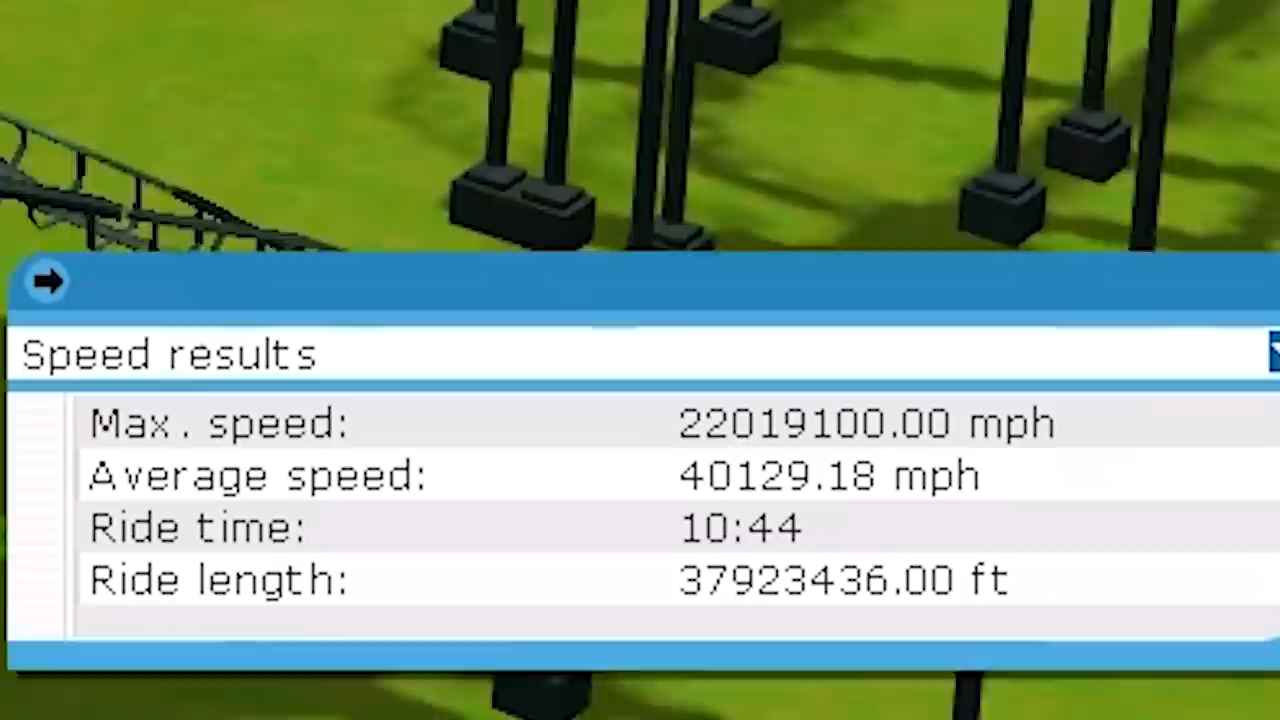 Speed results
Max. speed: 22019100.00 mph
Average speed: 40129.18 mph
Ride time: 10:44
Ride length: 37923436.00 ft